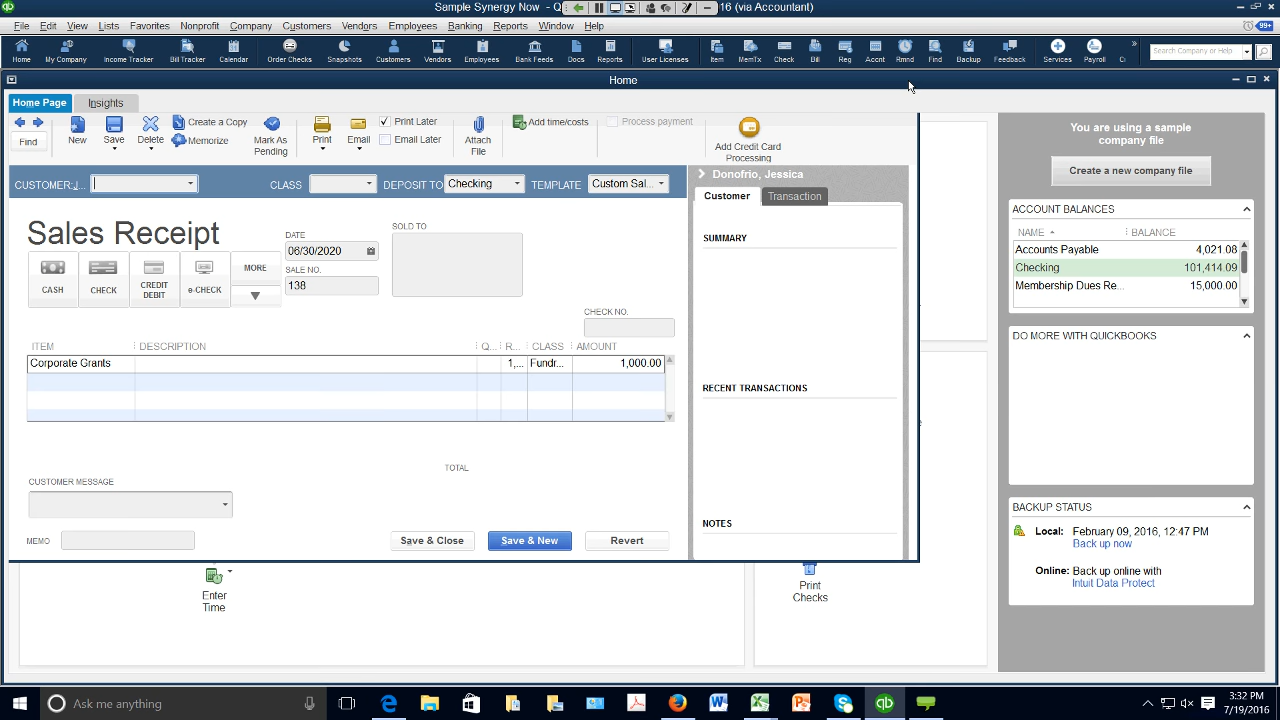 Sample Synergy Now - Q
16 (via Accountant)
File Edit View Lists Favorites Nonprofit Company Customers Vendors Employees Banking Reports Window Help
Home My Company Income Tracker Bill Tracker Calendar Order Checks Snapshots Customers Vendors Employees Bank Feeds Docs Reports User Licenses Item MemTx Check Bill Reg Accnt Rmnd Find Backup Feedback Services Payroll
Search Company or Help
Home
Home Page Insights
Find New Save Delete Create a Copy Memorize Mark As Pending Print Email Print Later Email Later Attach File Add time/costs Process payment Add Credit Card Processing
CUSTOMER:J... CLASS DEPOSIT TO Checking TEMPLATE Custom Sal...
Sales Receipt
DATE
06/30/2020
SALE NO.
138
SOLD TO
CASH CHECK CREDIT DEBIT e-CHECK MORE
CHECK NO.
ITEM DESCRIPTION Q... R... CLASS AMOUNT
Corporate Grants 1,... Fundr... 1,000.00
TOTAL
CUSTOMER MESSAGE
MEMO
Save & Close Save & New Revert
Donofrio, Jessica
Customer Transaction
SUMMARY
RECENT TRANSACTIONS
NOTES
Enter
Time
Print
Checks
You are using a sample
company file
Create a new company file
ACCOUNT BALANCES
NAME BALANCE
Accounts Payable 4,021.08
Checking 101,414.09
Membership Dues Re... 15,000.00
DO MORE WITH QUICKBOOKS
BACKUP STATUS
Local: February 09, 2016, 12:47 PM
Back up now
Online: Back up online with
Intuit Data Protect
Ask me anything
3:32 PM
7/19/2016